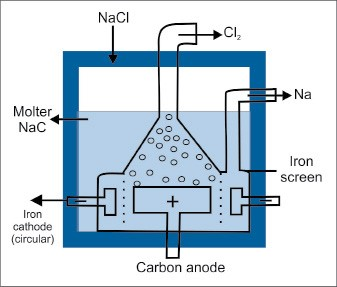 NaCl
Cl₂
Na
Molter
NaC
Iron
screen
+
Iron
cathode
(circular)
Carbon anode